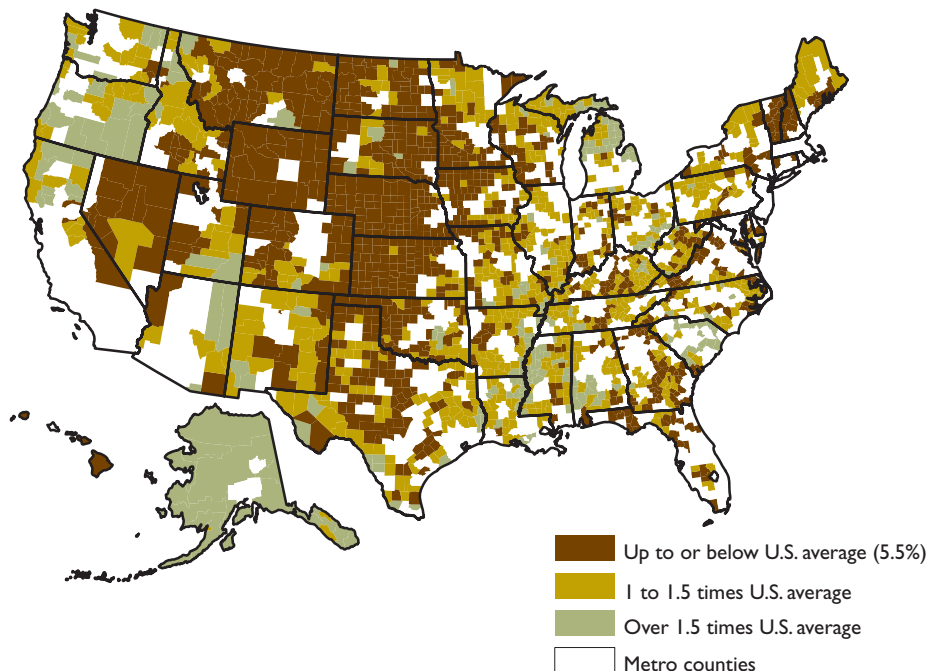 Up to or below U.S. average (5.5%)
1 to 1.5 times U.S. average
Over 1.5 times U.S. average
Metro counties